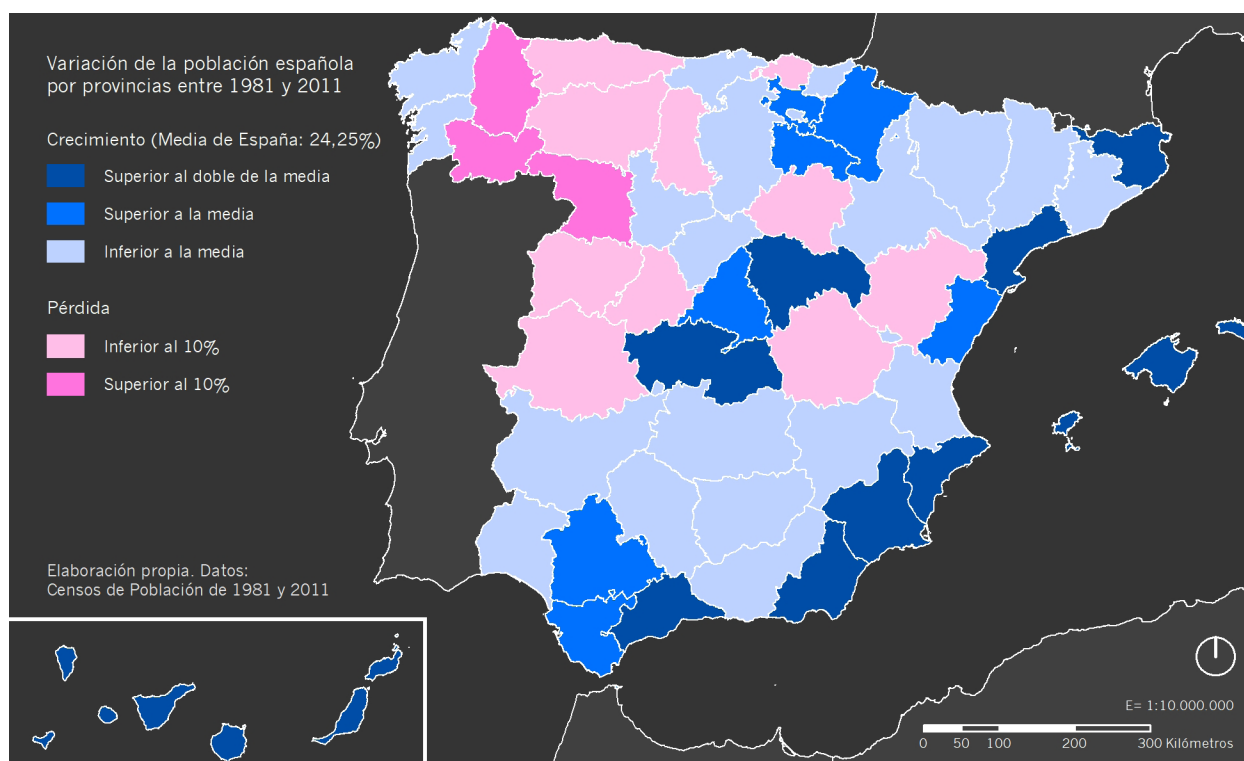 Variación de la población española
por provincias entre 1981 y 2011
Crecimiento (Media de España: 24,25%)
Superior al doble de la media
Superior a la media
Inferior a la media
Pérdida
Inferior al 10%
Superior al 10%
Elaboración propia. Datos:
Censos de Población de 1981 y 2011
E= 1:10.000.000
0 50 100 200 300 Kilómetros